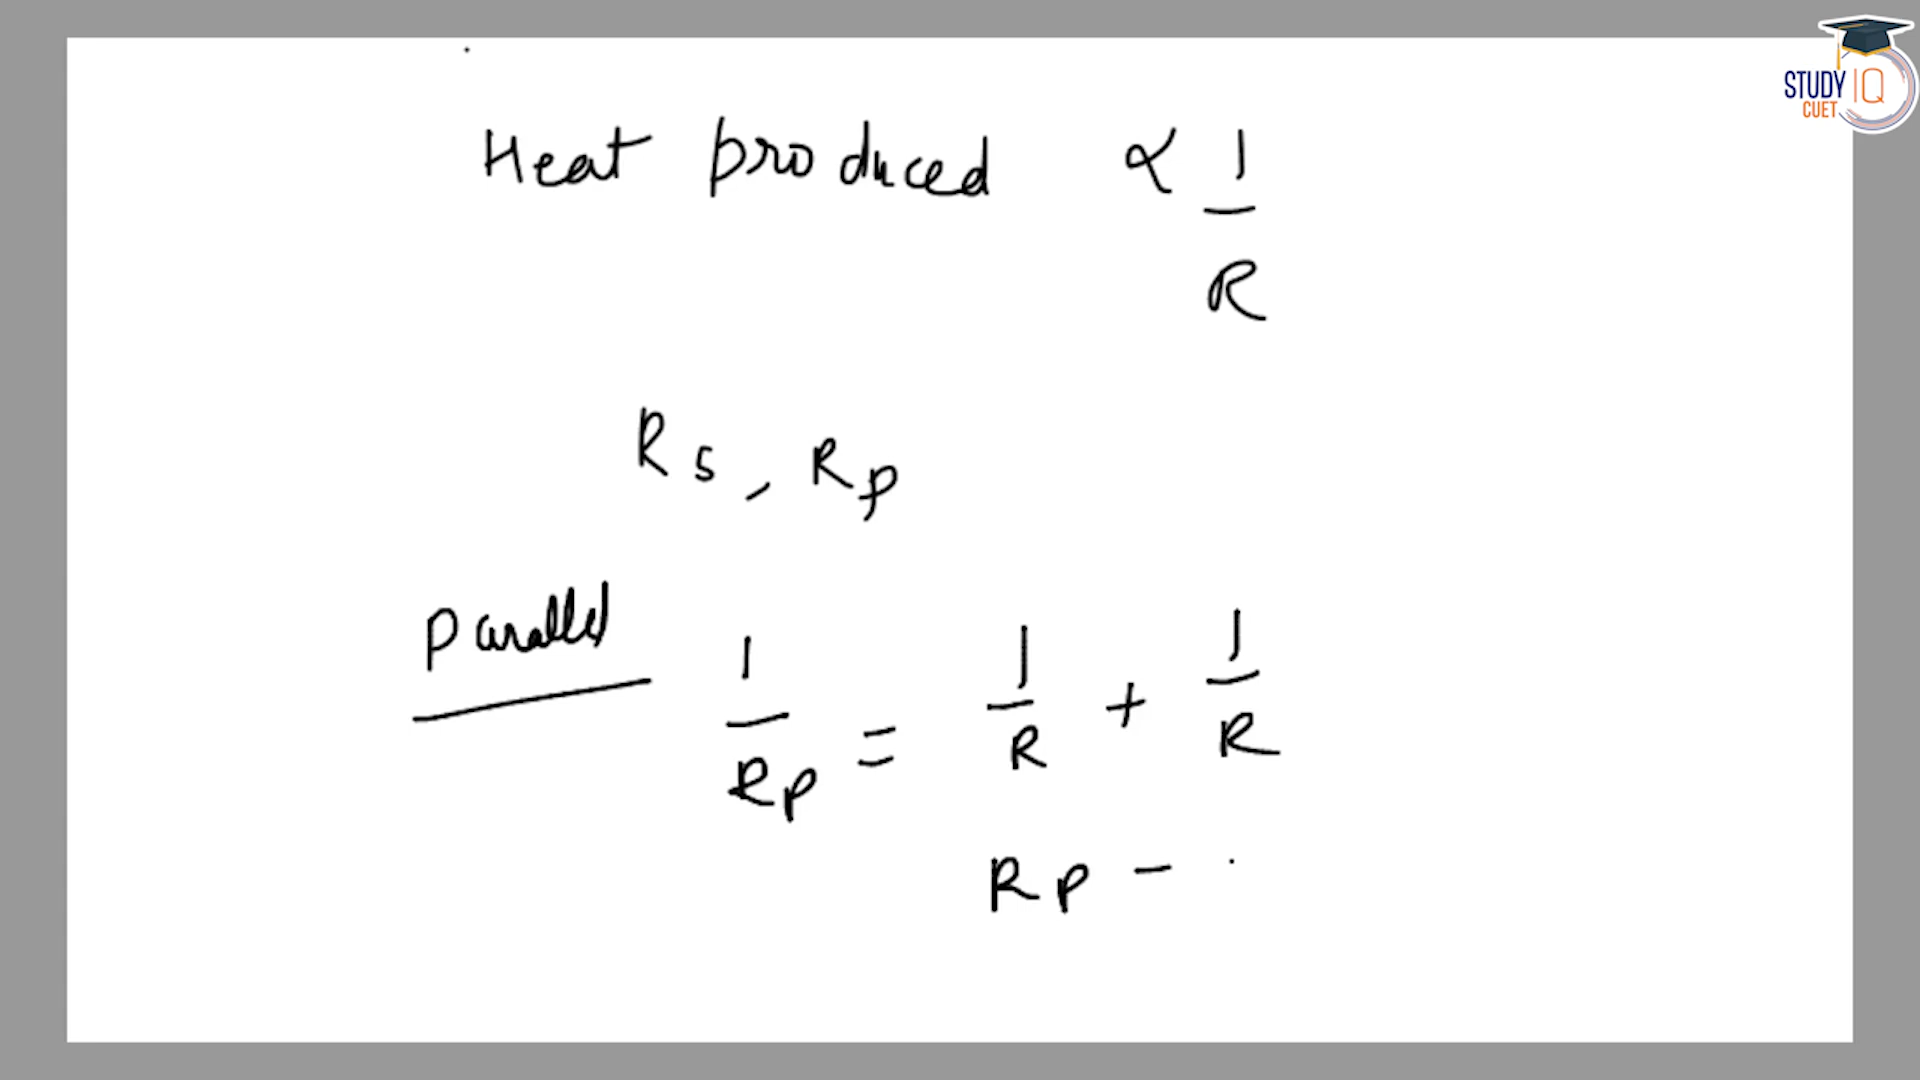 STUDY IQ
CUET
Heat produced ∝ 1/R
Rs, Rp
Parallel
1/Rp = 1/R + 1/R
Rp -